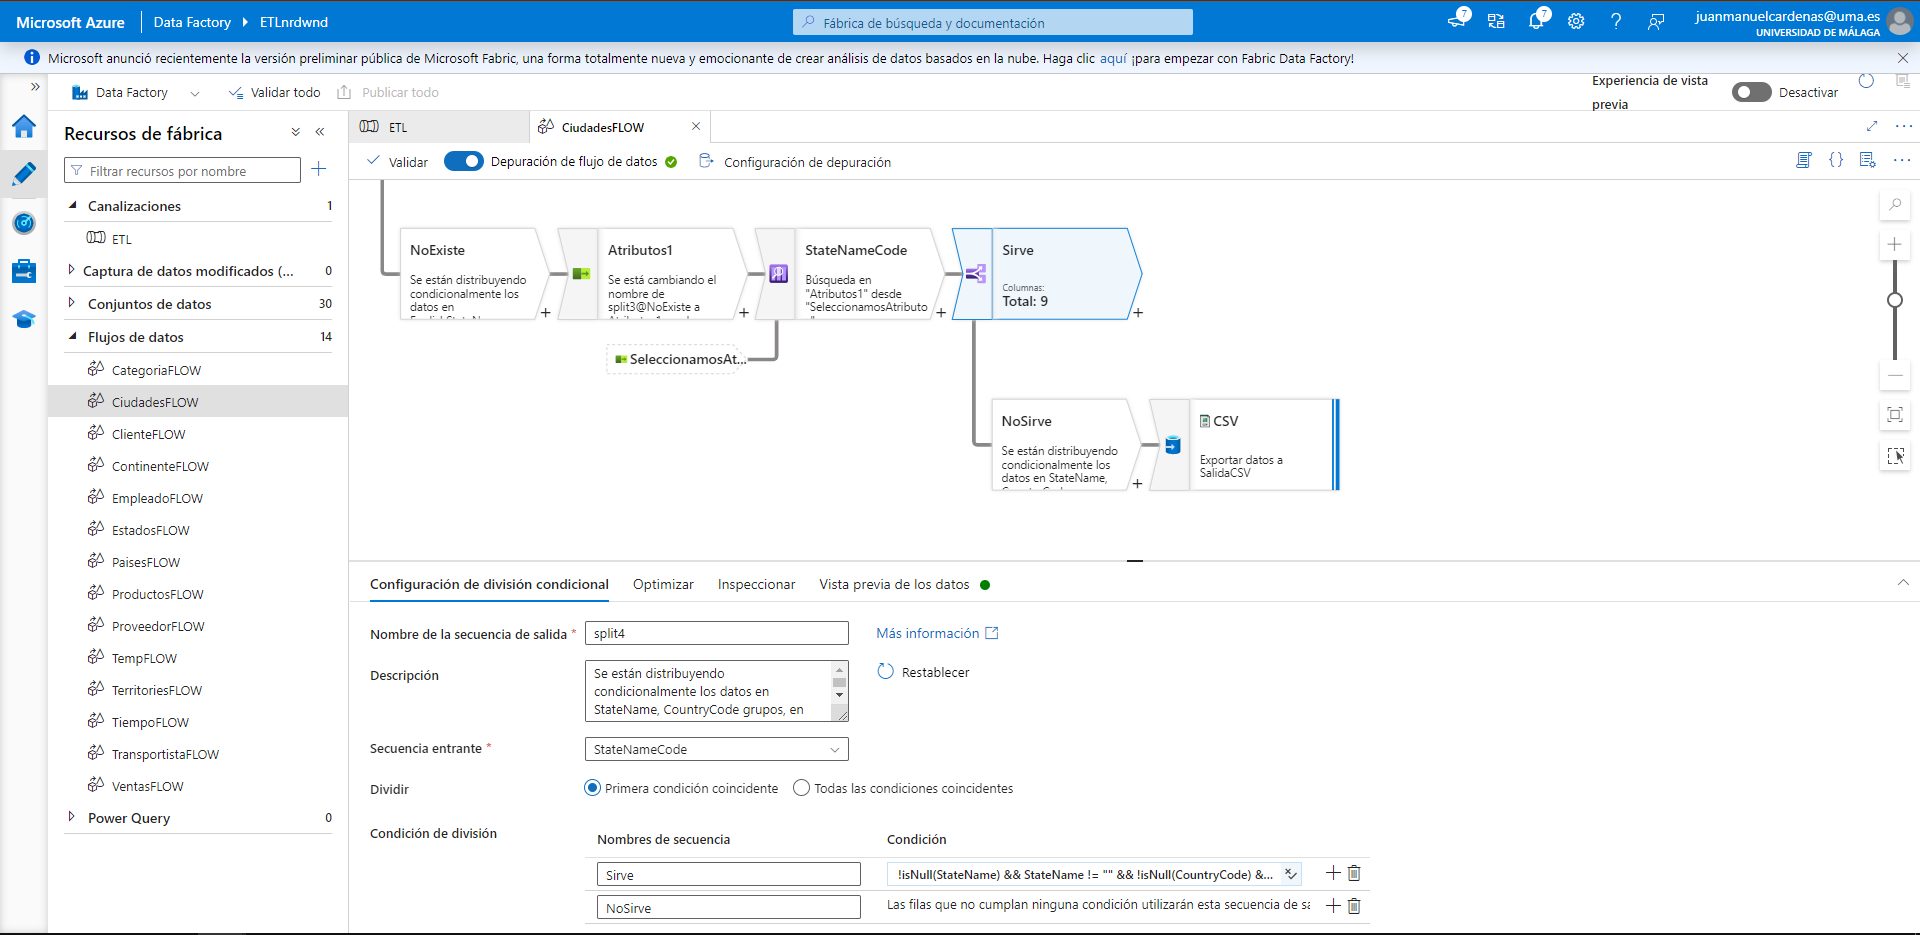 Microsoft Azure
Data Factory
ETLnrdwnd
Fábrica de búsqueda y documentación
7
7
juanmanuelcardenas@uma.es
UNIVERSIDAD DE MÁLAGA
Microsoft anunció recientemente la versión preliminar pública de Microsoft Fabric, una forma totalmente nueva y emocionante de crear análisis de datos basados en la nube. Haga clic aquí ¡para empezar con Fabric Data Factory!
Data Factory
Validar todo
Publicar todo
Experiencia de vista
previa
Desactivar
Recursos de fábrica
Filtrar recursos por nombre
Canalizaciones 1
ETL
Captura de datos modificados (... 0
Conjuntos de datos 30
Flujos de datos 14
CategoriaFLOW
CiudadesFLOW
ClienteFLOW
ContinenteFLOW
EmpleadoFLOW
EstadosFLOW
PaisesFLOW
ProductosFLOW
ProveedorFLOW
TempFLOW
TerritoriesFLOW
TiempoFLOW
TransportistaFLOW
VentasFLOW
Power Query 0
ETL
CiudadesFLOW
Validar
Depuración de flujo de datos
Configuración de depuración
NoExiste
Se están distribuyendo
condicionalmente los
datos en
Atributos1
Se está cambiando el
nombre de
split3@NoExiste a
StateNameCode
Búsqueda en
"Atributos1" desde
"SeleccionamosAtributo
Sirve
Columnas:
Total: 9
SeleccionamosAt...
NoSirve
Se están distribuyendo
condicionalmente los
datos en StateName,
CSV
Exportar datos a
SalidaCSV
Configuración de división condicional
Optimizar
Inspeccionar
Vista previa de los datos
Nombre de la secuencia de salida *
split4
Más información
Descripción
Se están distribuyendo
condicionalmente los datos en
StateName, CountryCode grupos, en
Restablecer
Secuencia entrante *
StateNameCode
Dividir
Primera condición coincidente
Todas las condiciones coincidentes
Condición de división
Nombres de secuencia
Condición
Sirve
!isNull(StateName) && StateName != "" && !isNull(CountryCode) &...
NoSirve
Las filas que no cumplan ninguna condición utilizarán esta secuencia de sa